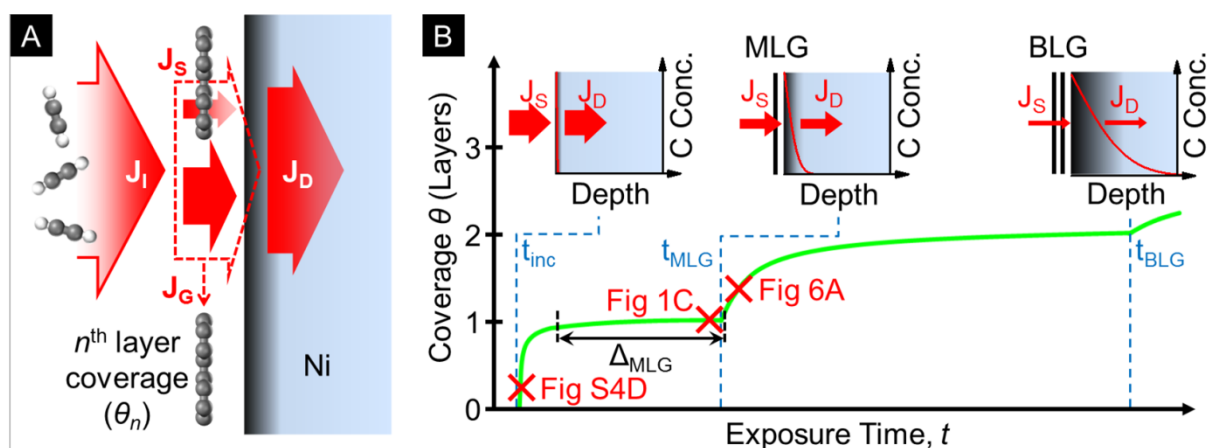 A
J_I
J_S
J_D
J_G
n^th layer
coverage
(θ_n)
Ni
B
MLG
BLG
J_S
J_D
C Conc.
Depth
J_S
J_D
C Conc.
Depth
J_S
J_D
C Conc.
Depth
Coverage θ (Layers)
3
2
1
0
t_inc
t_MLG
t_BLG
Fig 1C
Fig 6A
Δ_MLG
Fig S4D
Exposure Time, t